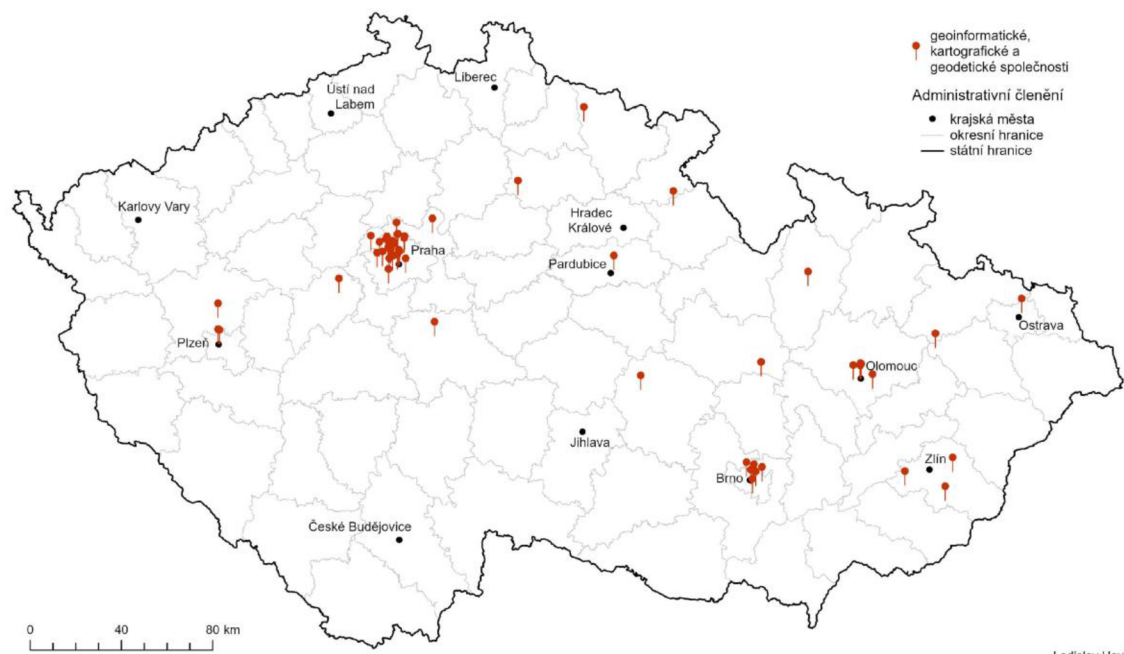 geoinformatické,
kartografické a
geodetické společnosti
Administrativní členění
krajská města
okresní hranice
státní hranice
Liberec
Ústí nad
Labem
Karlovy Vary
Hradec
Králové
Praha
Pardubice
Plzeň
Ostrava
Olomouc
Jihlava
Zlín
Brno
České Budějovice
0 40 80 km
Ladislav